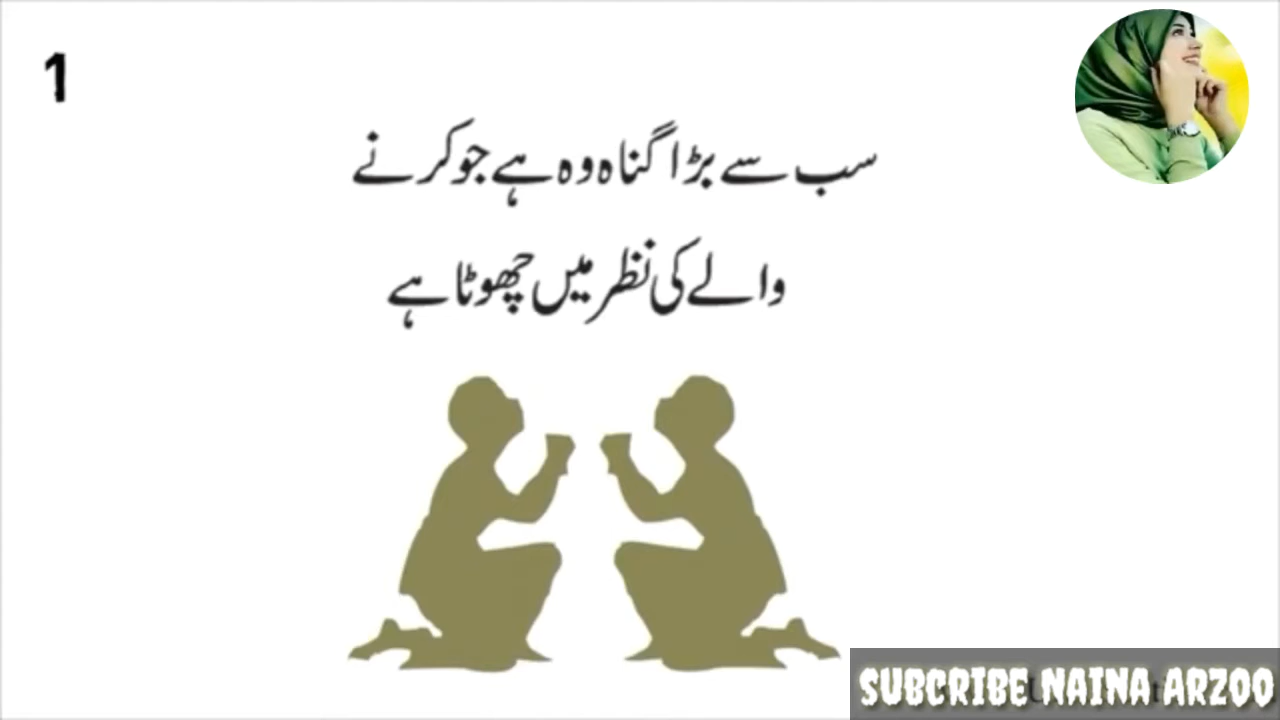 1
سب سے بڑا گناہ وہ ہے جو کرنے
والے کی نظر میں چھوٹا ہے
SUBCRIBE NAINA ARZOO